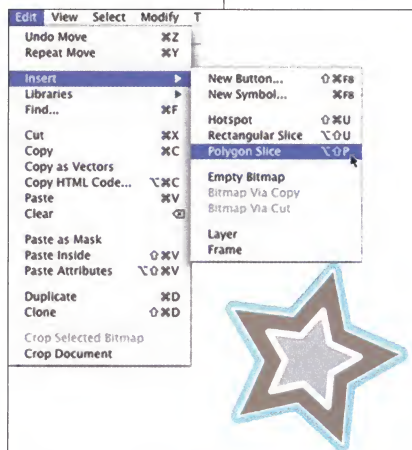 Edit View Select Modify T
Undo Move ⌘Z
Repeat Move ⌘Y
Insert ▶
Libraries ▶
Find... ⌘F
Cut ⌘X
Copy ⌘C
Copy as Vectors
Copy HTML Code... ⌥⌘C
Paste ⌘V
Clear ⌫
Paste as Mask
Paste Inside ⇧⌘V
Paste Attributes ⌥⇧⌘V
Duplicate ⌘D
Clone ⇧⌘D
Crop Selected Bitmap
Crop Document
New Button... ⇧⌘F8
New Symbol... ⌘F8
Hotspot ⇧⌘U
Rectangular Slice ⌥⇧U
Polygon Slice ⌥⇧P
Empty Bitmap
Bitmap Via Copy
Bitmap Via Cut
Layer
Frame